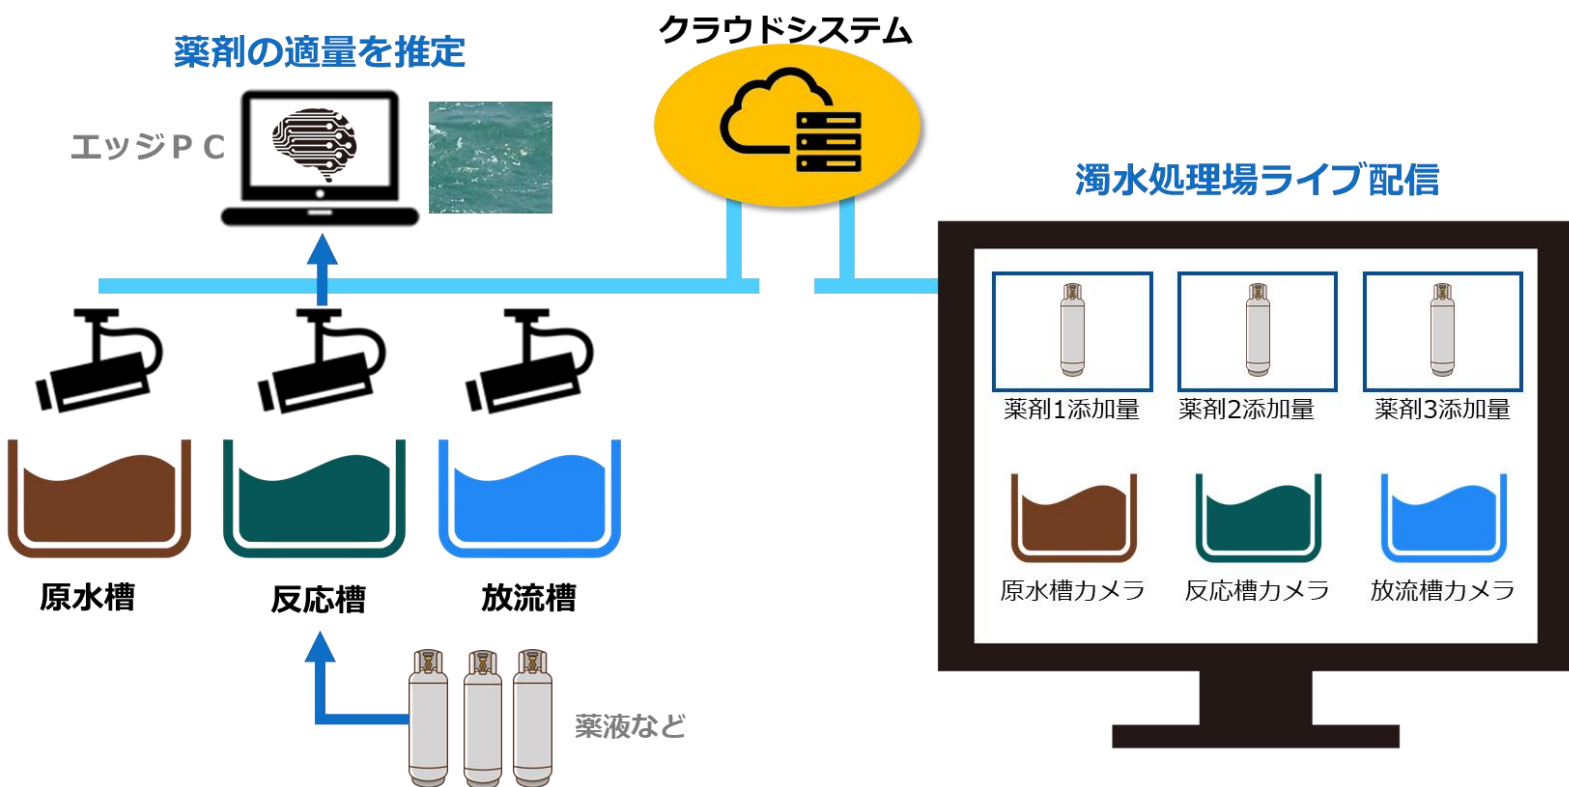 クラウドシステム
薬剤の適量を推定
エッジＰＣ
濁水処理場ライブ配信
薬剤1添加量
薬剤2添加量
薬剤3添加量
原水槽カメラ
反応槽カメラ
放流槽カメラ
原水槽
反応槽
放流槽
薬液など